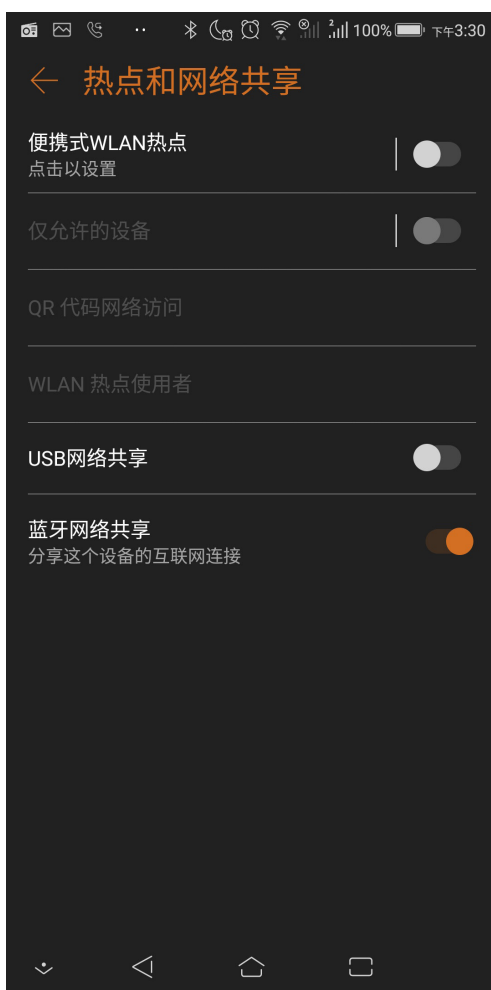 100% 下午3:30
热点和网络共享
便携式WLAN热点
点击以设置
仅允许的设备
QR 代码网络访问
WLAN 热点使用者
USB网络共享
蓝牙网络共享
分享这个设备的互联网连接